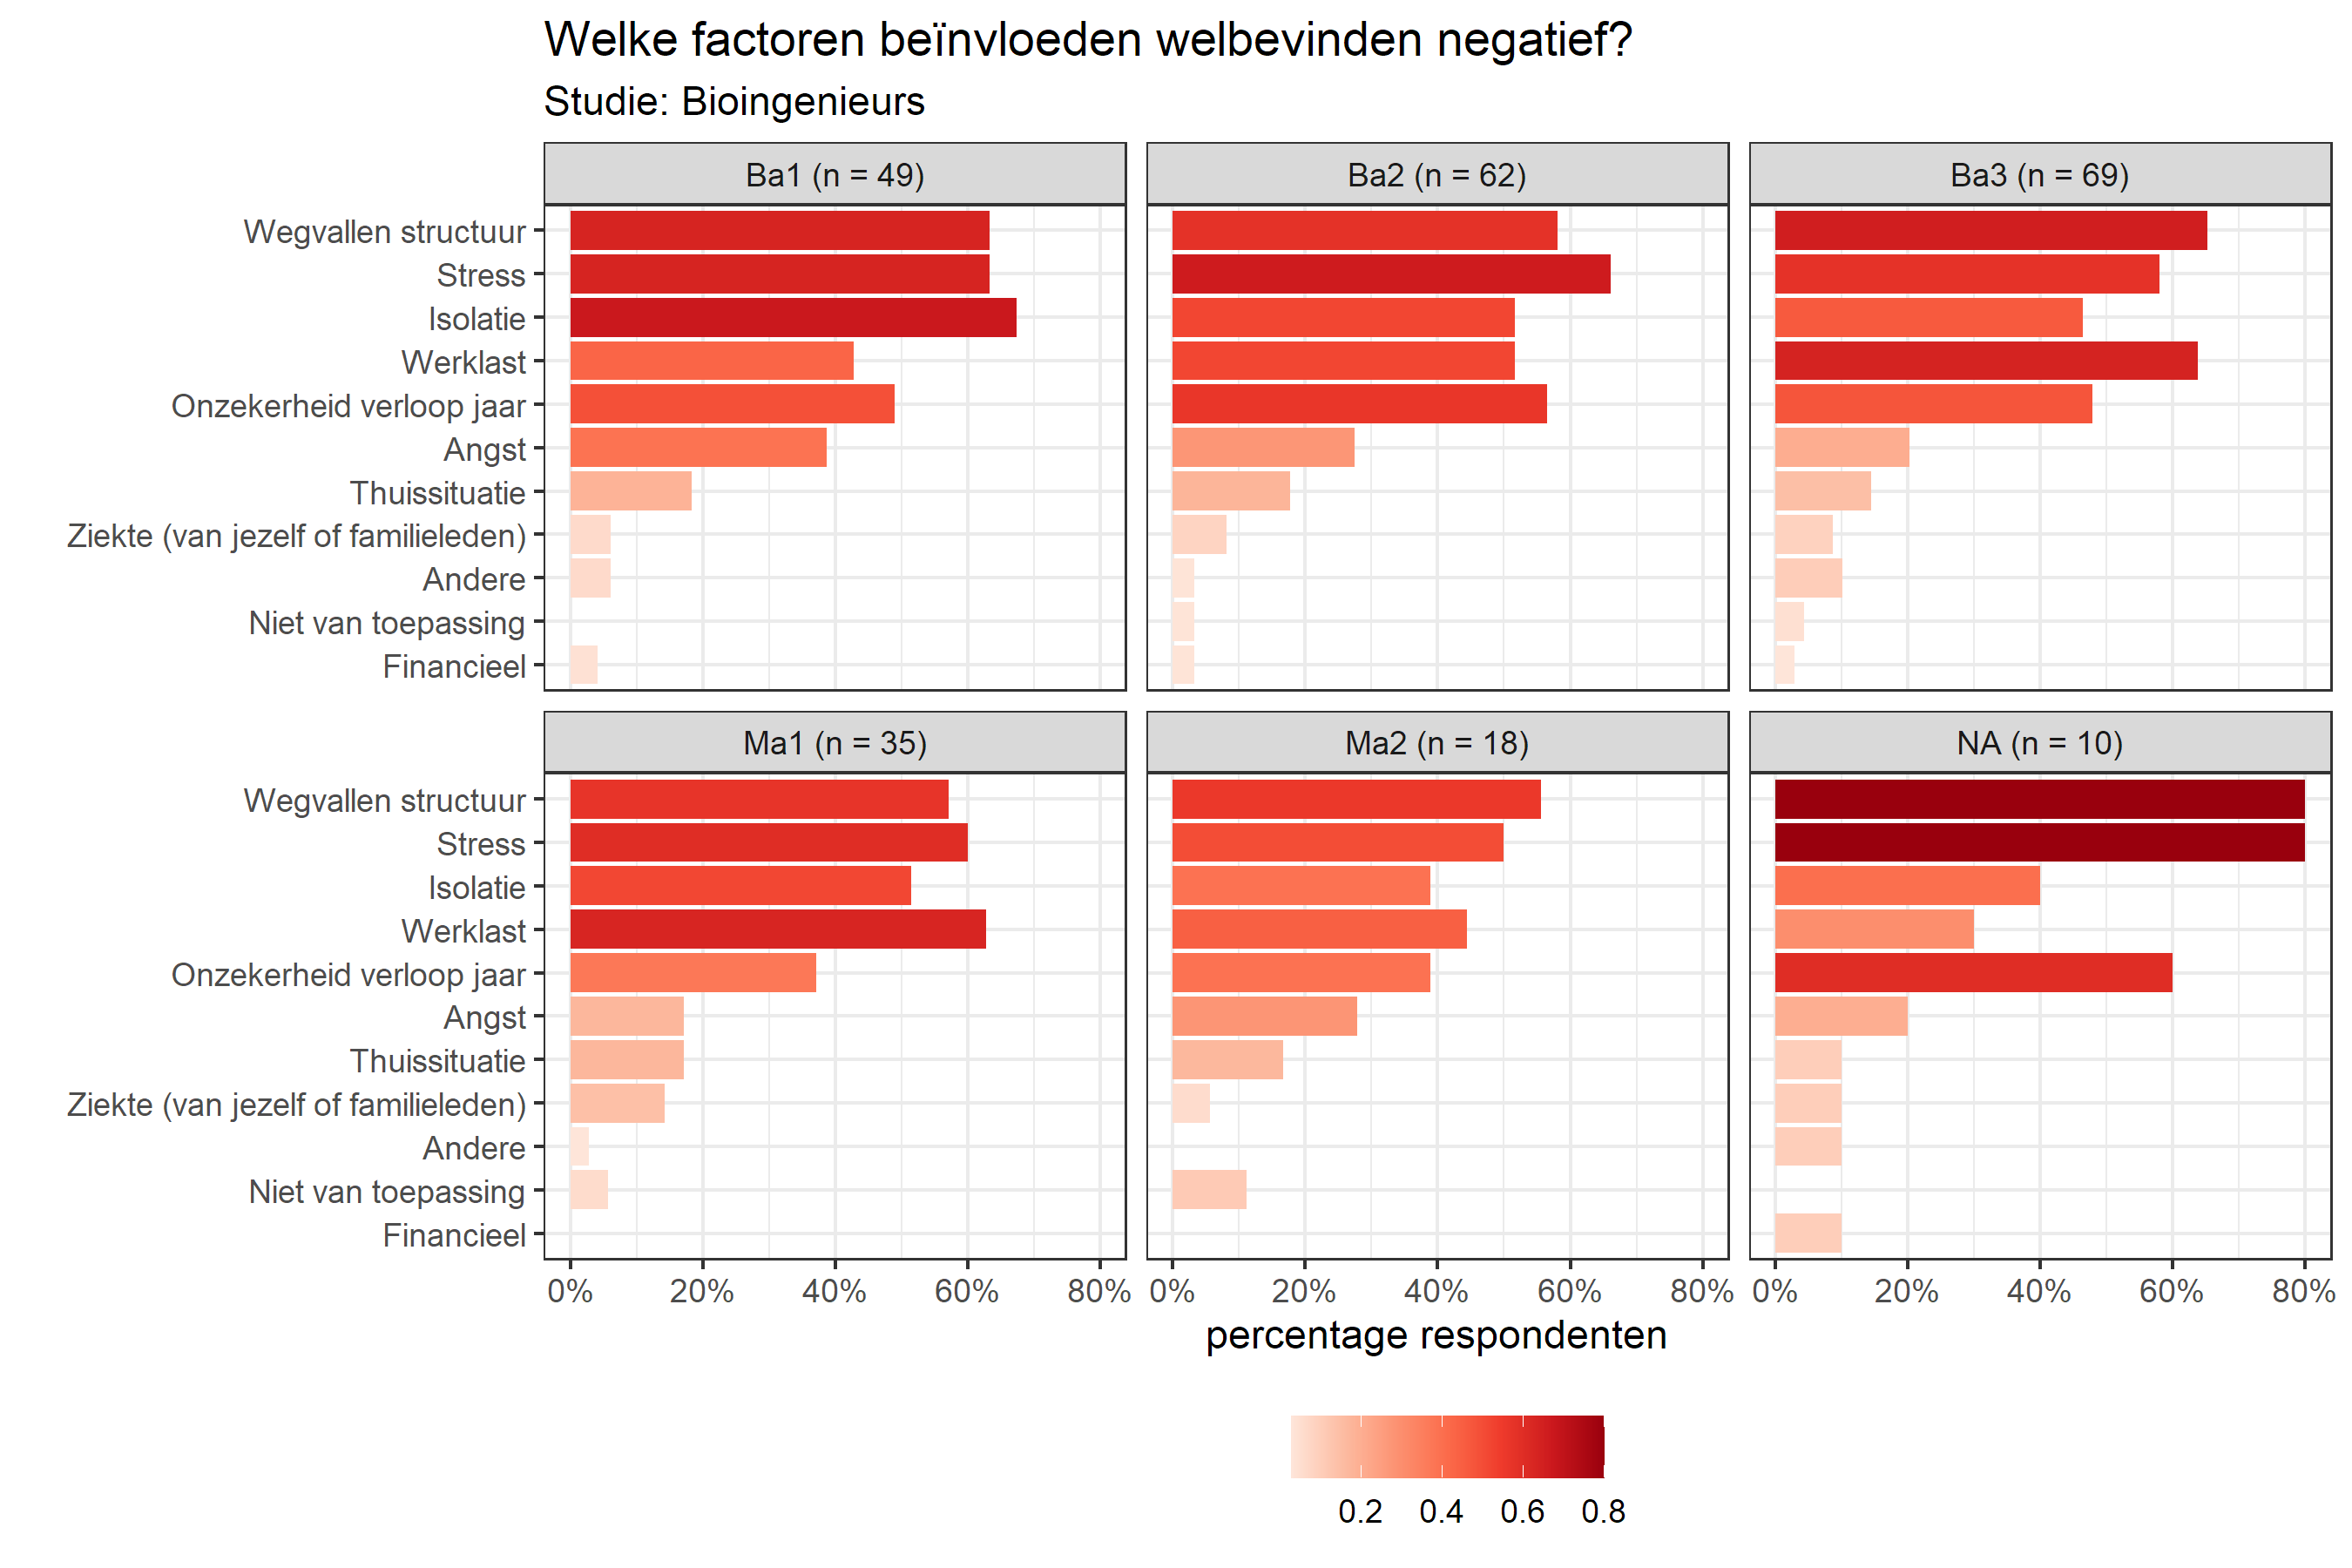 Welke factoren beïnvloeden welbevinden negatief?
Studie: Bioingenieurs
Ba1 (n = 49)
Ba2 (n = 62)
Ba3 (n = 69)
Wegvallen structuur
Stress
Isolatie
Werklast
Onzekerheid verloop jaar
Angst
Thuissituatie
Ziekte (van jezelf of familieleden)
Andere
Niet van toepassing
Financieel
Ma1 (n = 35)
Ma2 (n = 18)
NA (n = 10)
Wegvallen structuur
Stress
Isolatie
Werklast
Onzekerheid verloop jaar
Angst
Thuissituatie
Ziekte (van jezelf of familieleden)
Andere
Niet van toepassing
Financieel
0% 20% 40% 60% 80% 0% 20% 40% 60% 80% 0% 20% 40% 60% 80%
percentage respondenten
0.2 0.4 0.6 0.8